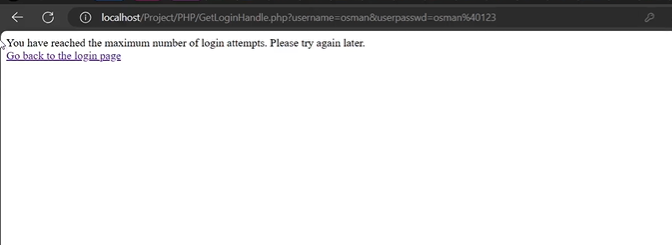 localhost/Project/PHP/GetLoginHandle.php?username=osman&userpasswd=osman%40123
You have reached the maximum number of login attempts. Please try again later.
Go back to the login page